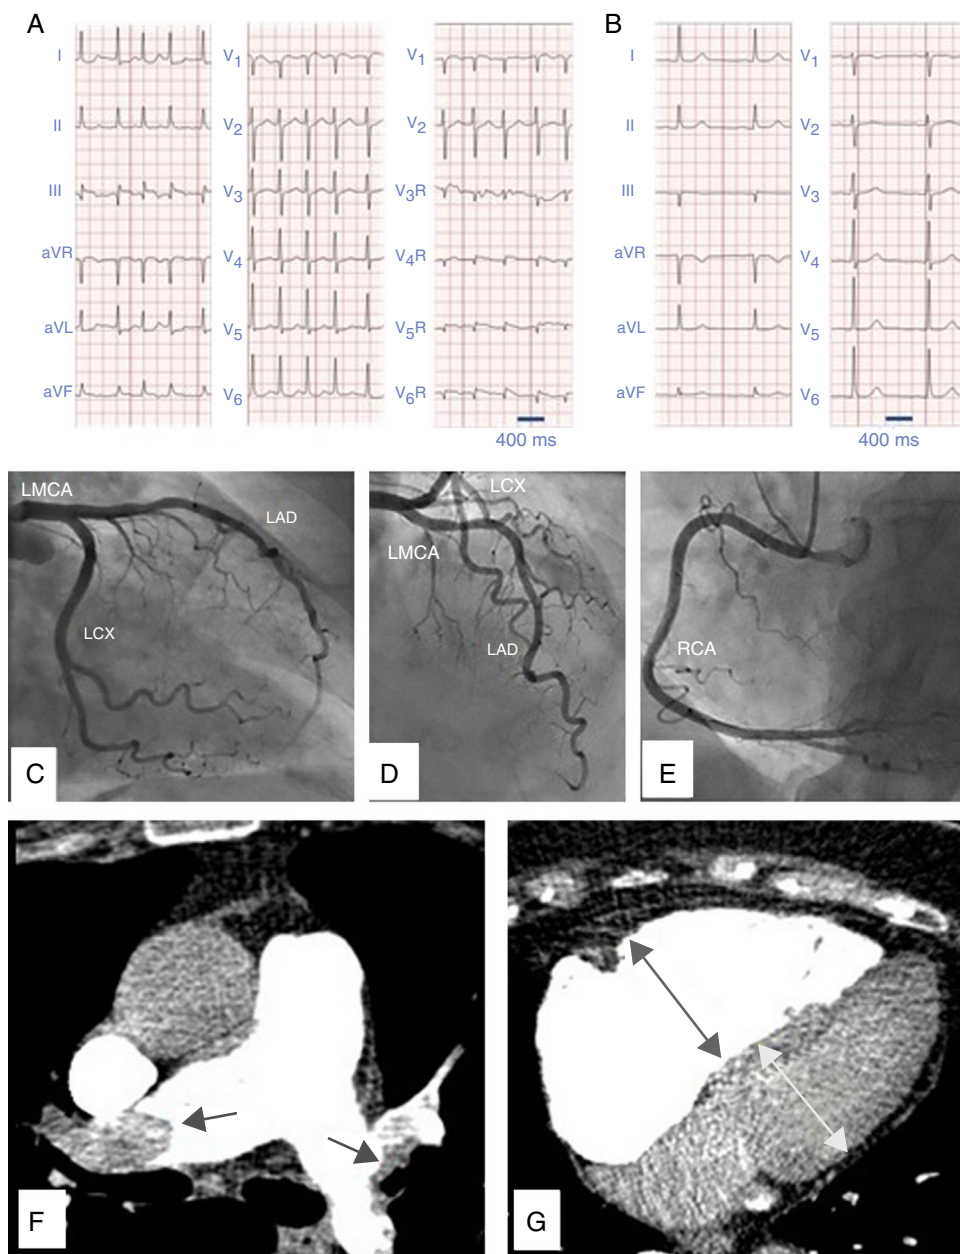 A
B
I
V1
V1
I
V1
II
V2
V2
II
V2
III
V3
V3R
III
V3
aVR
V4
V4R
aVR
V4
aVL
V5
V5R
aVL
V5
aVF
V6
V6R
aVF
V6
400 ms
400 ms
LMCA
LAD
LCX
C
LCX
LMCA
LAD
D
RCA
E
F
G